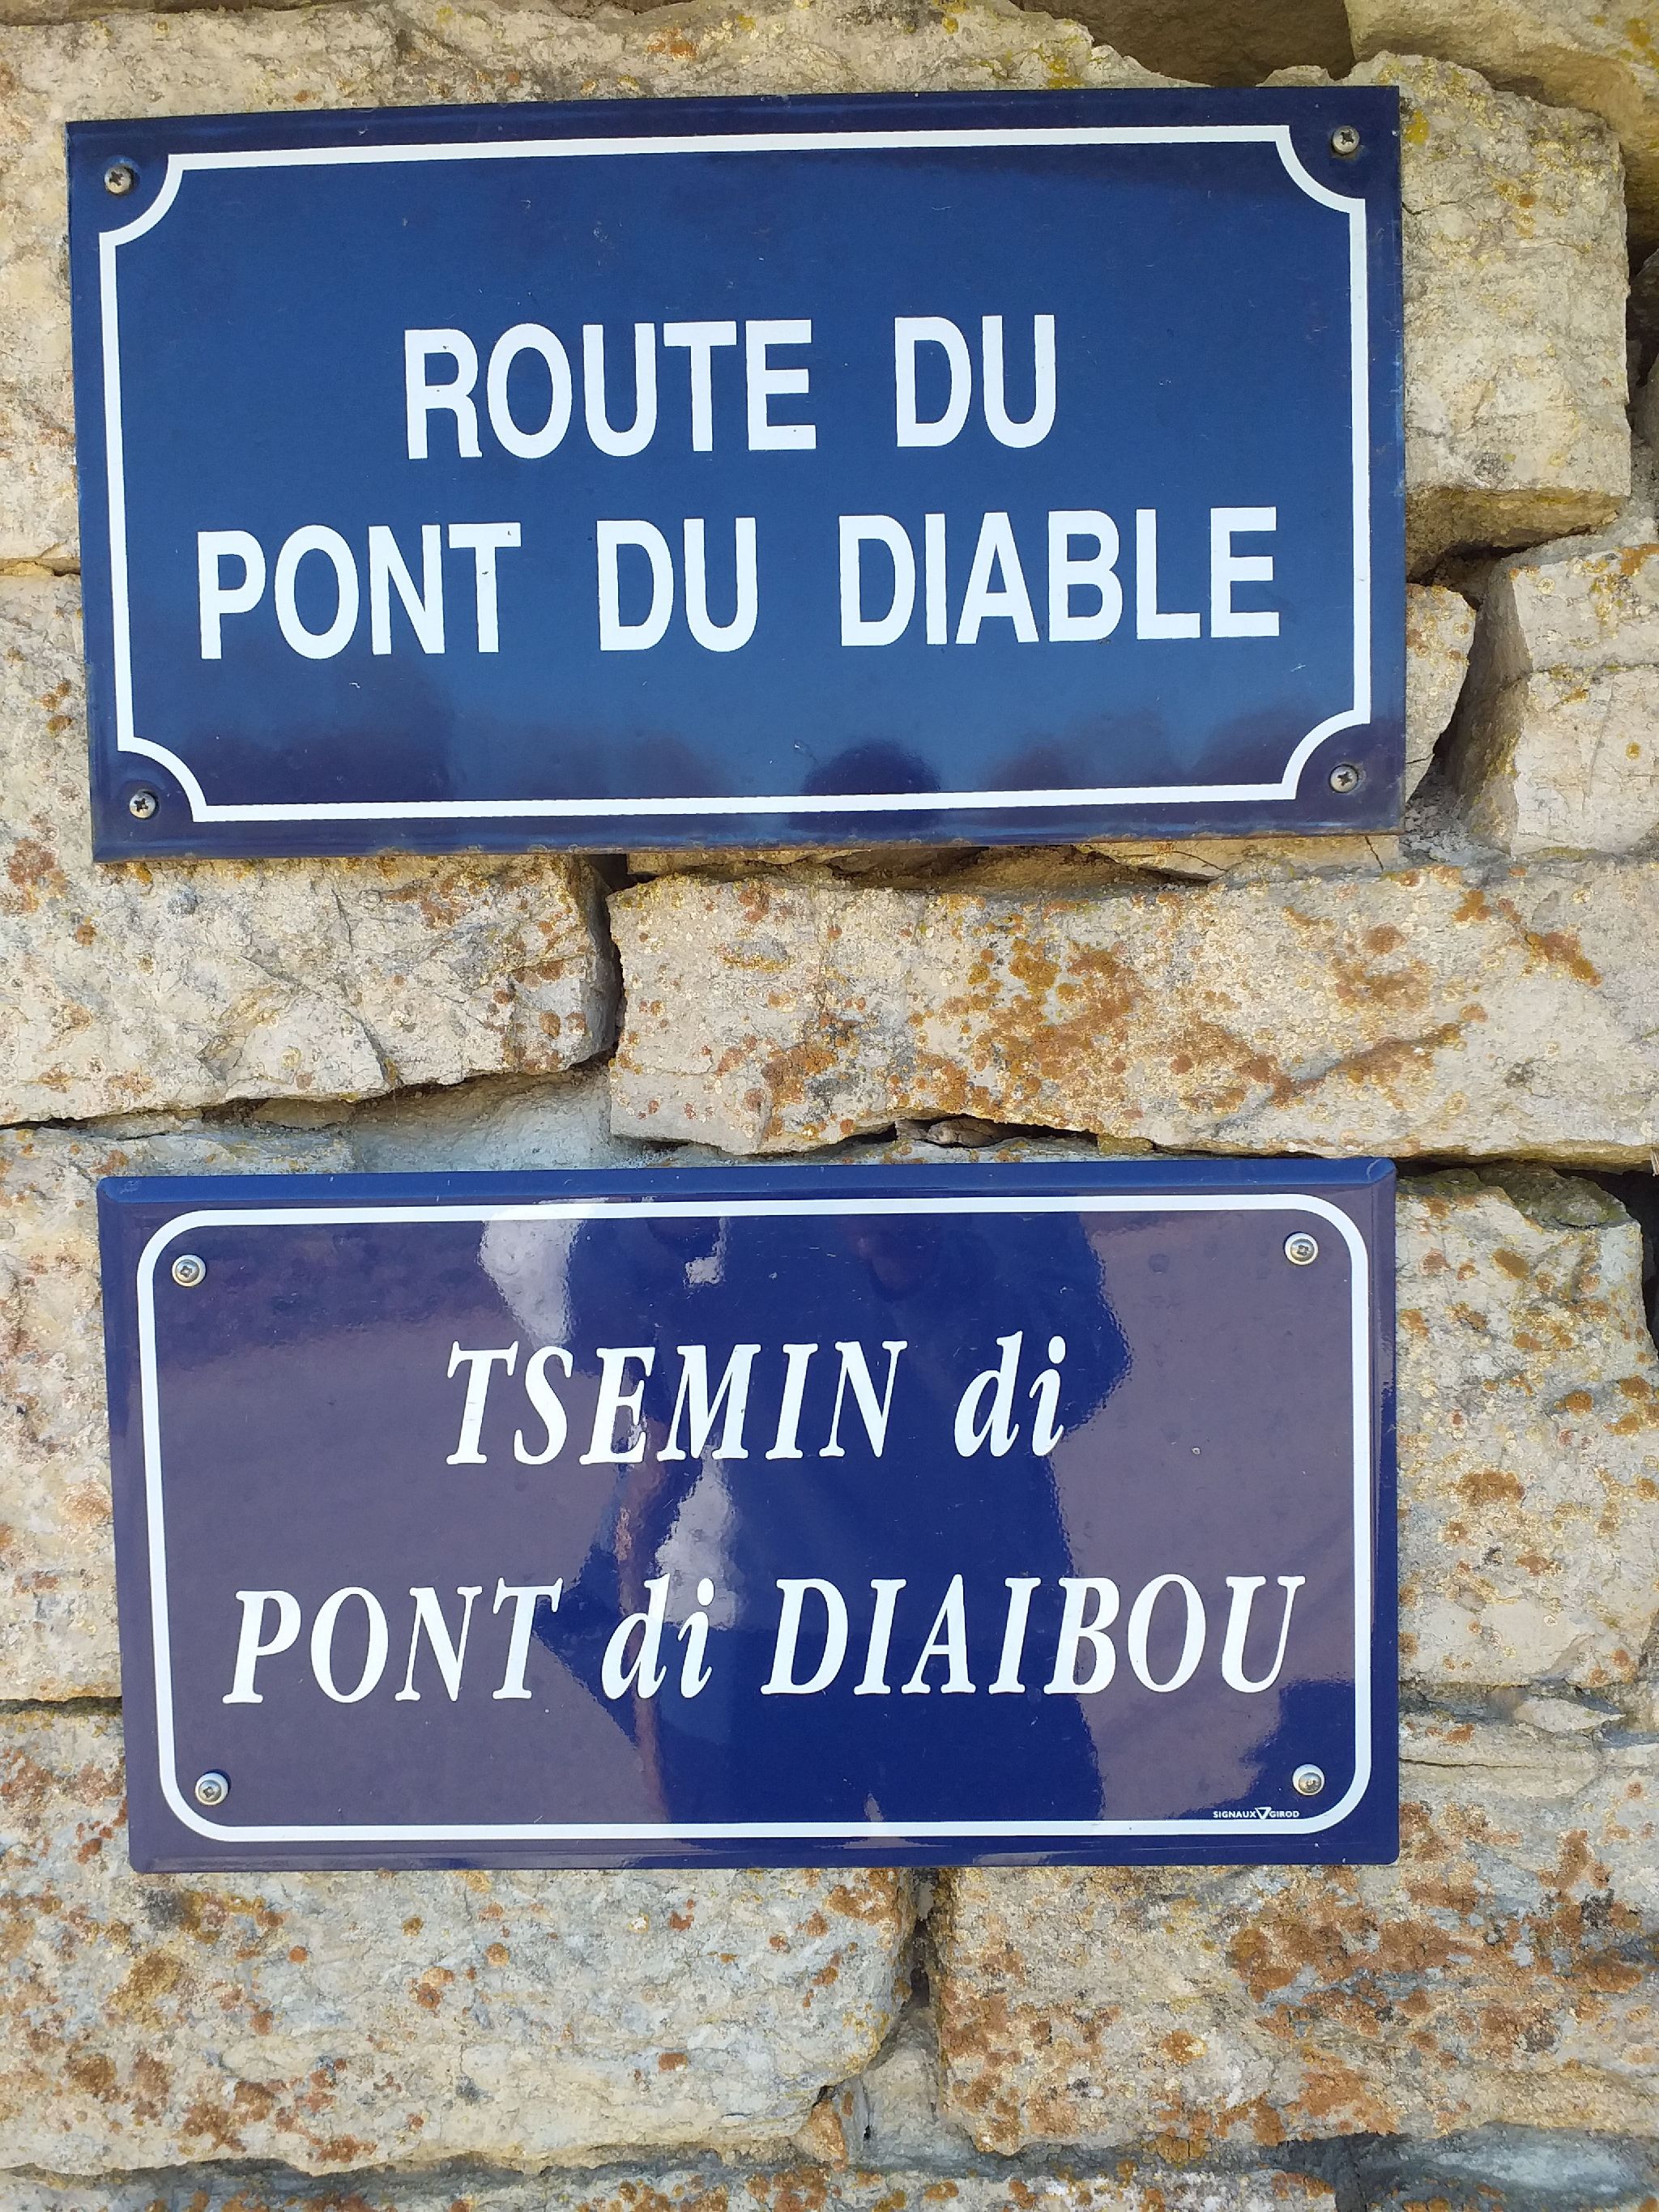 ROUTE DU
PONT DU DIABLE
TSEMIN di
PONT di DIAIBOU
SIGNAUX GIROD